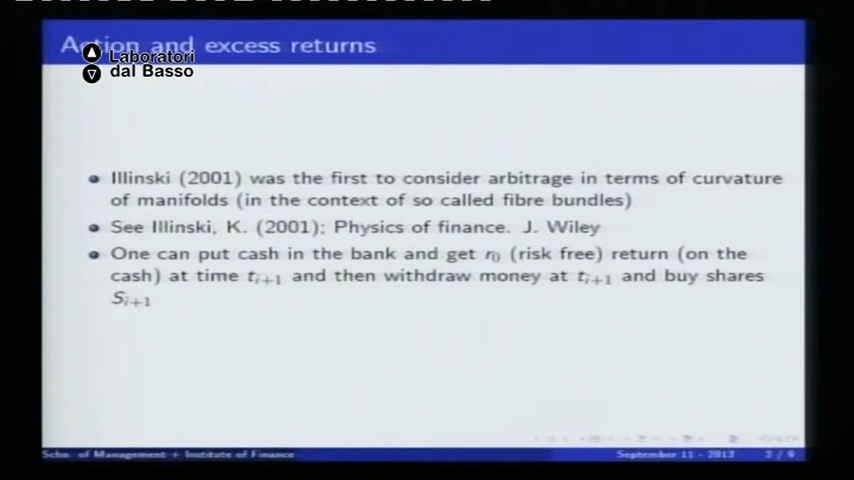 Action and excess returns
Laboratori
dal Basso
Illinski (2001) was the first to consider arbitrage in terms of curvature
of manifolds (in the context of so called fibre bundles)
See Illinski, K. (2001); Physics of finance. J. Wiley
One can put cash in the bank and get r₀ (risk free) return (on the
cash) at time tᵢ₊₁ and then withdraw money at tᵢ₊₁ and buy shares
Sᵢ₊₁
Scho. of Management + Institute of Finance
September 11 - 2013
2 / 9